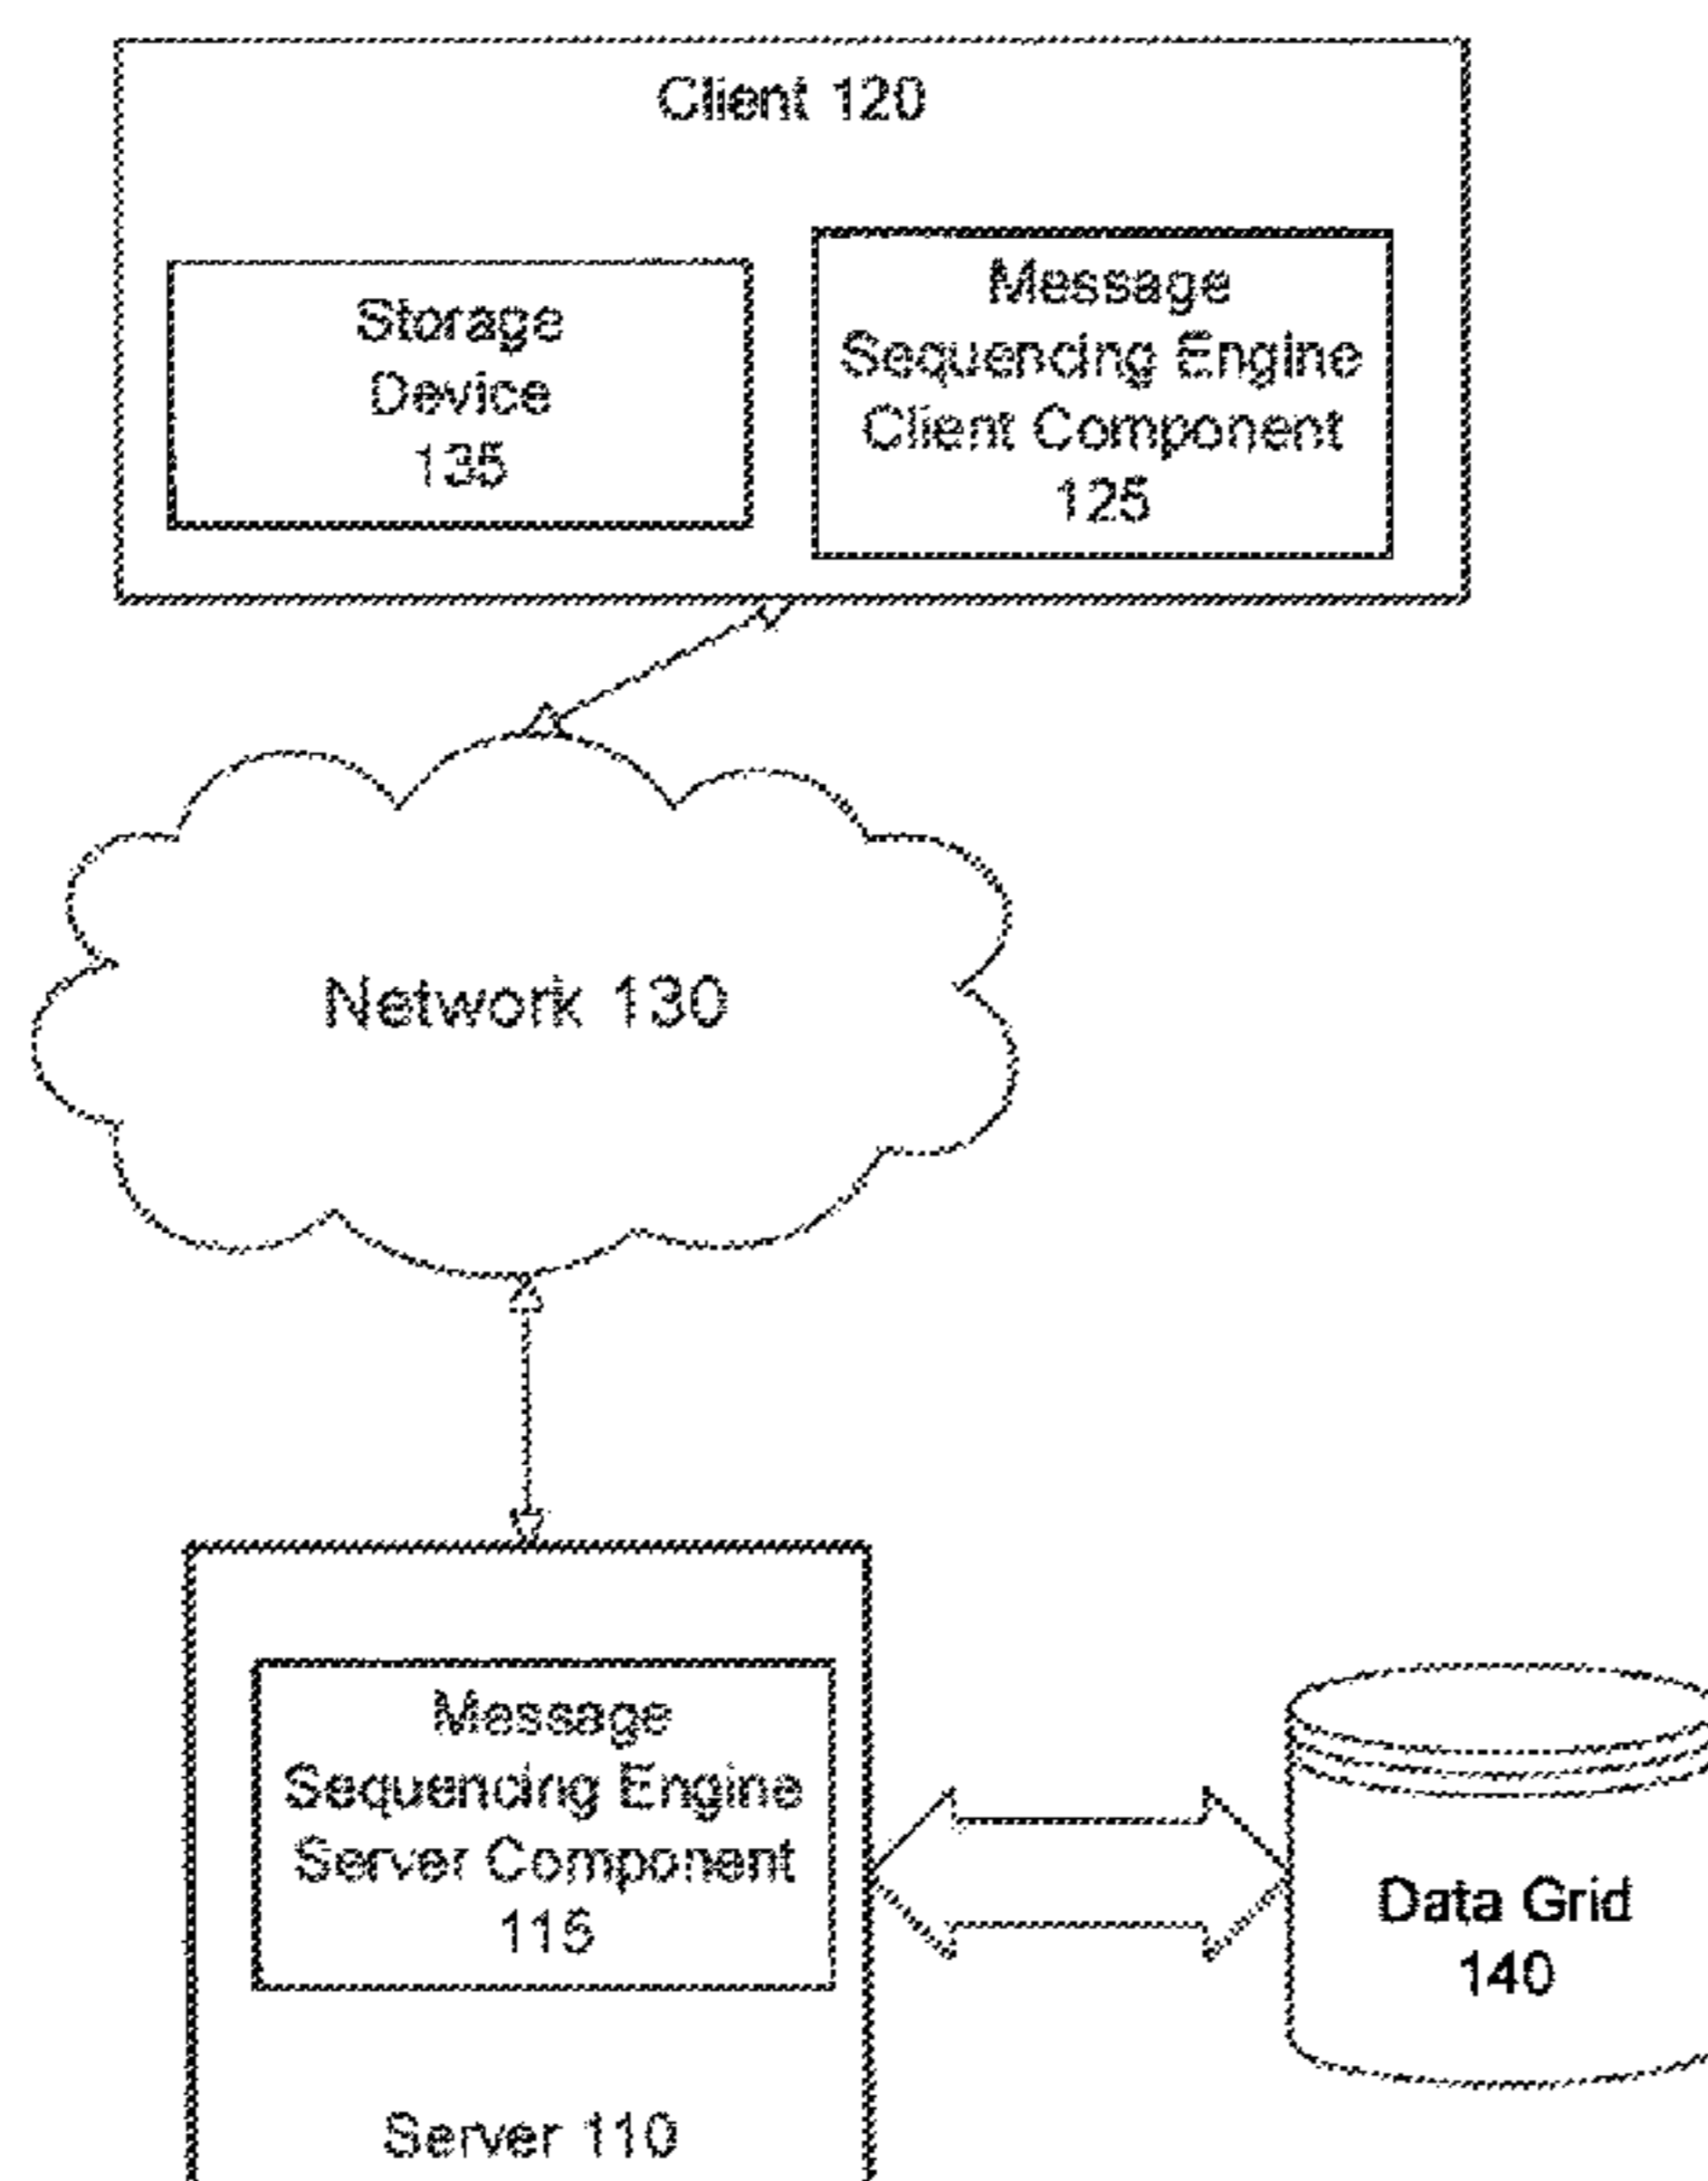 Client 120
Storage
Device
135
Message
Sequencing Engine
Client Component
125
Network 130
Message
Sequencing Engine
Server Component
115
Server 110
Data Grid
140